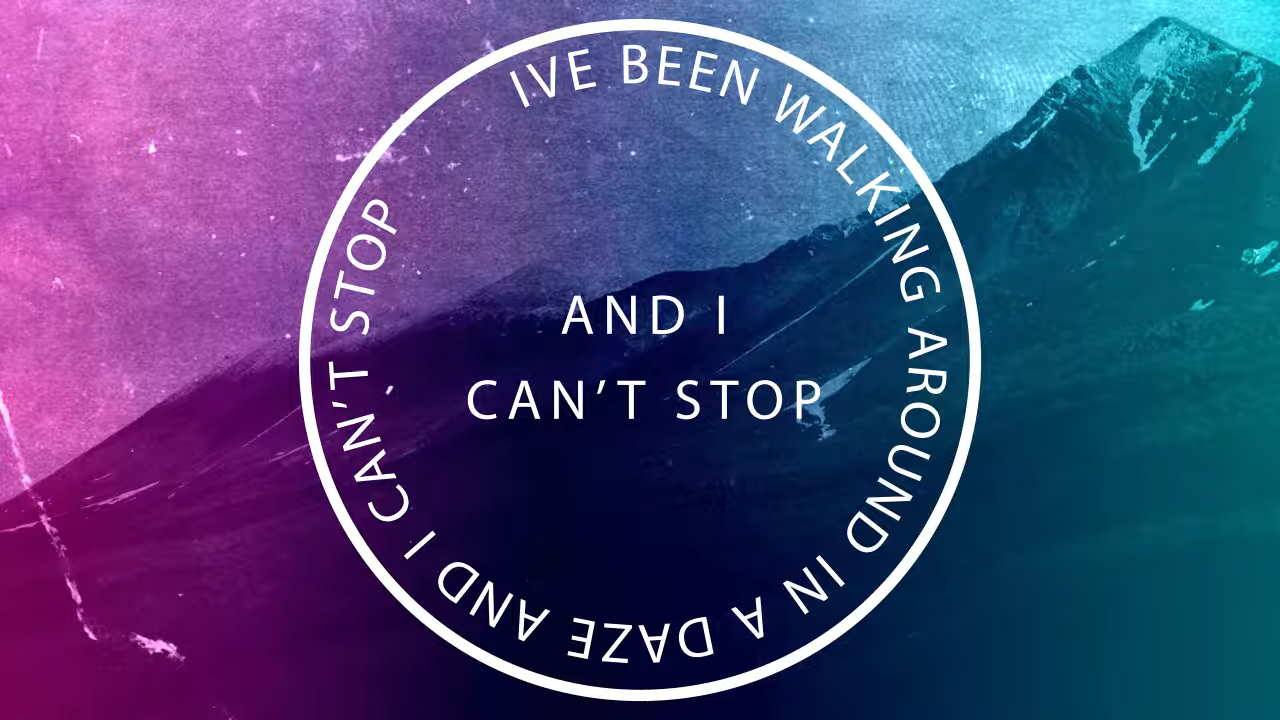 IVE BEEN WALKING AROUND IN A DAZE AND I CAN'T STOP
AND I
CAN'T STOP